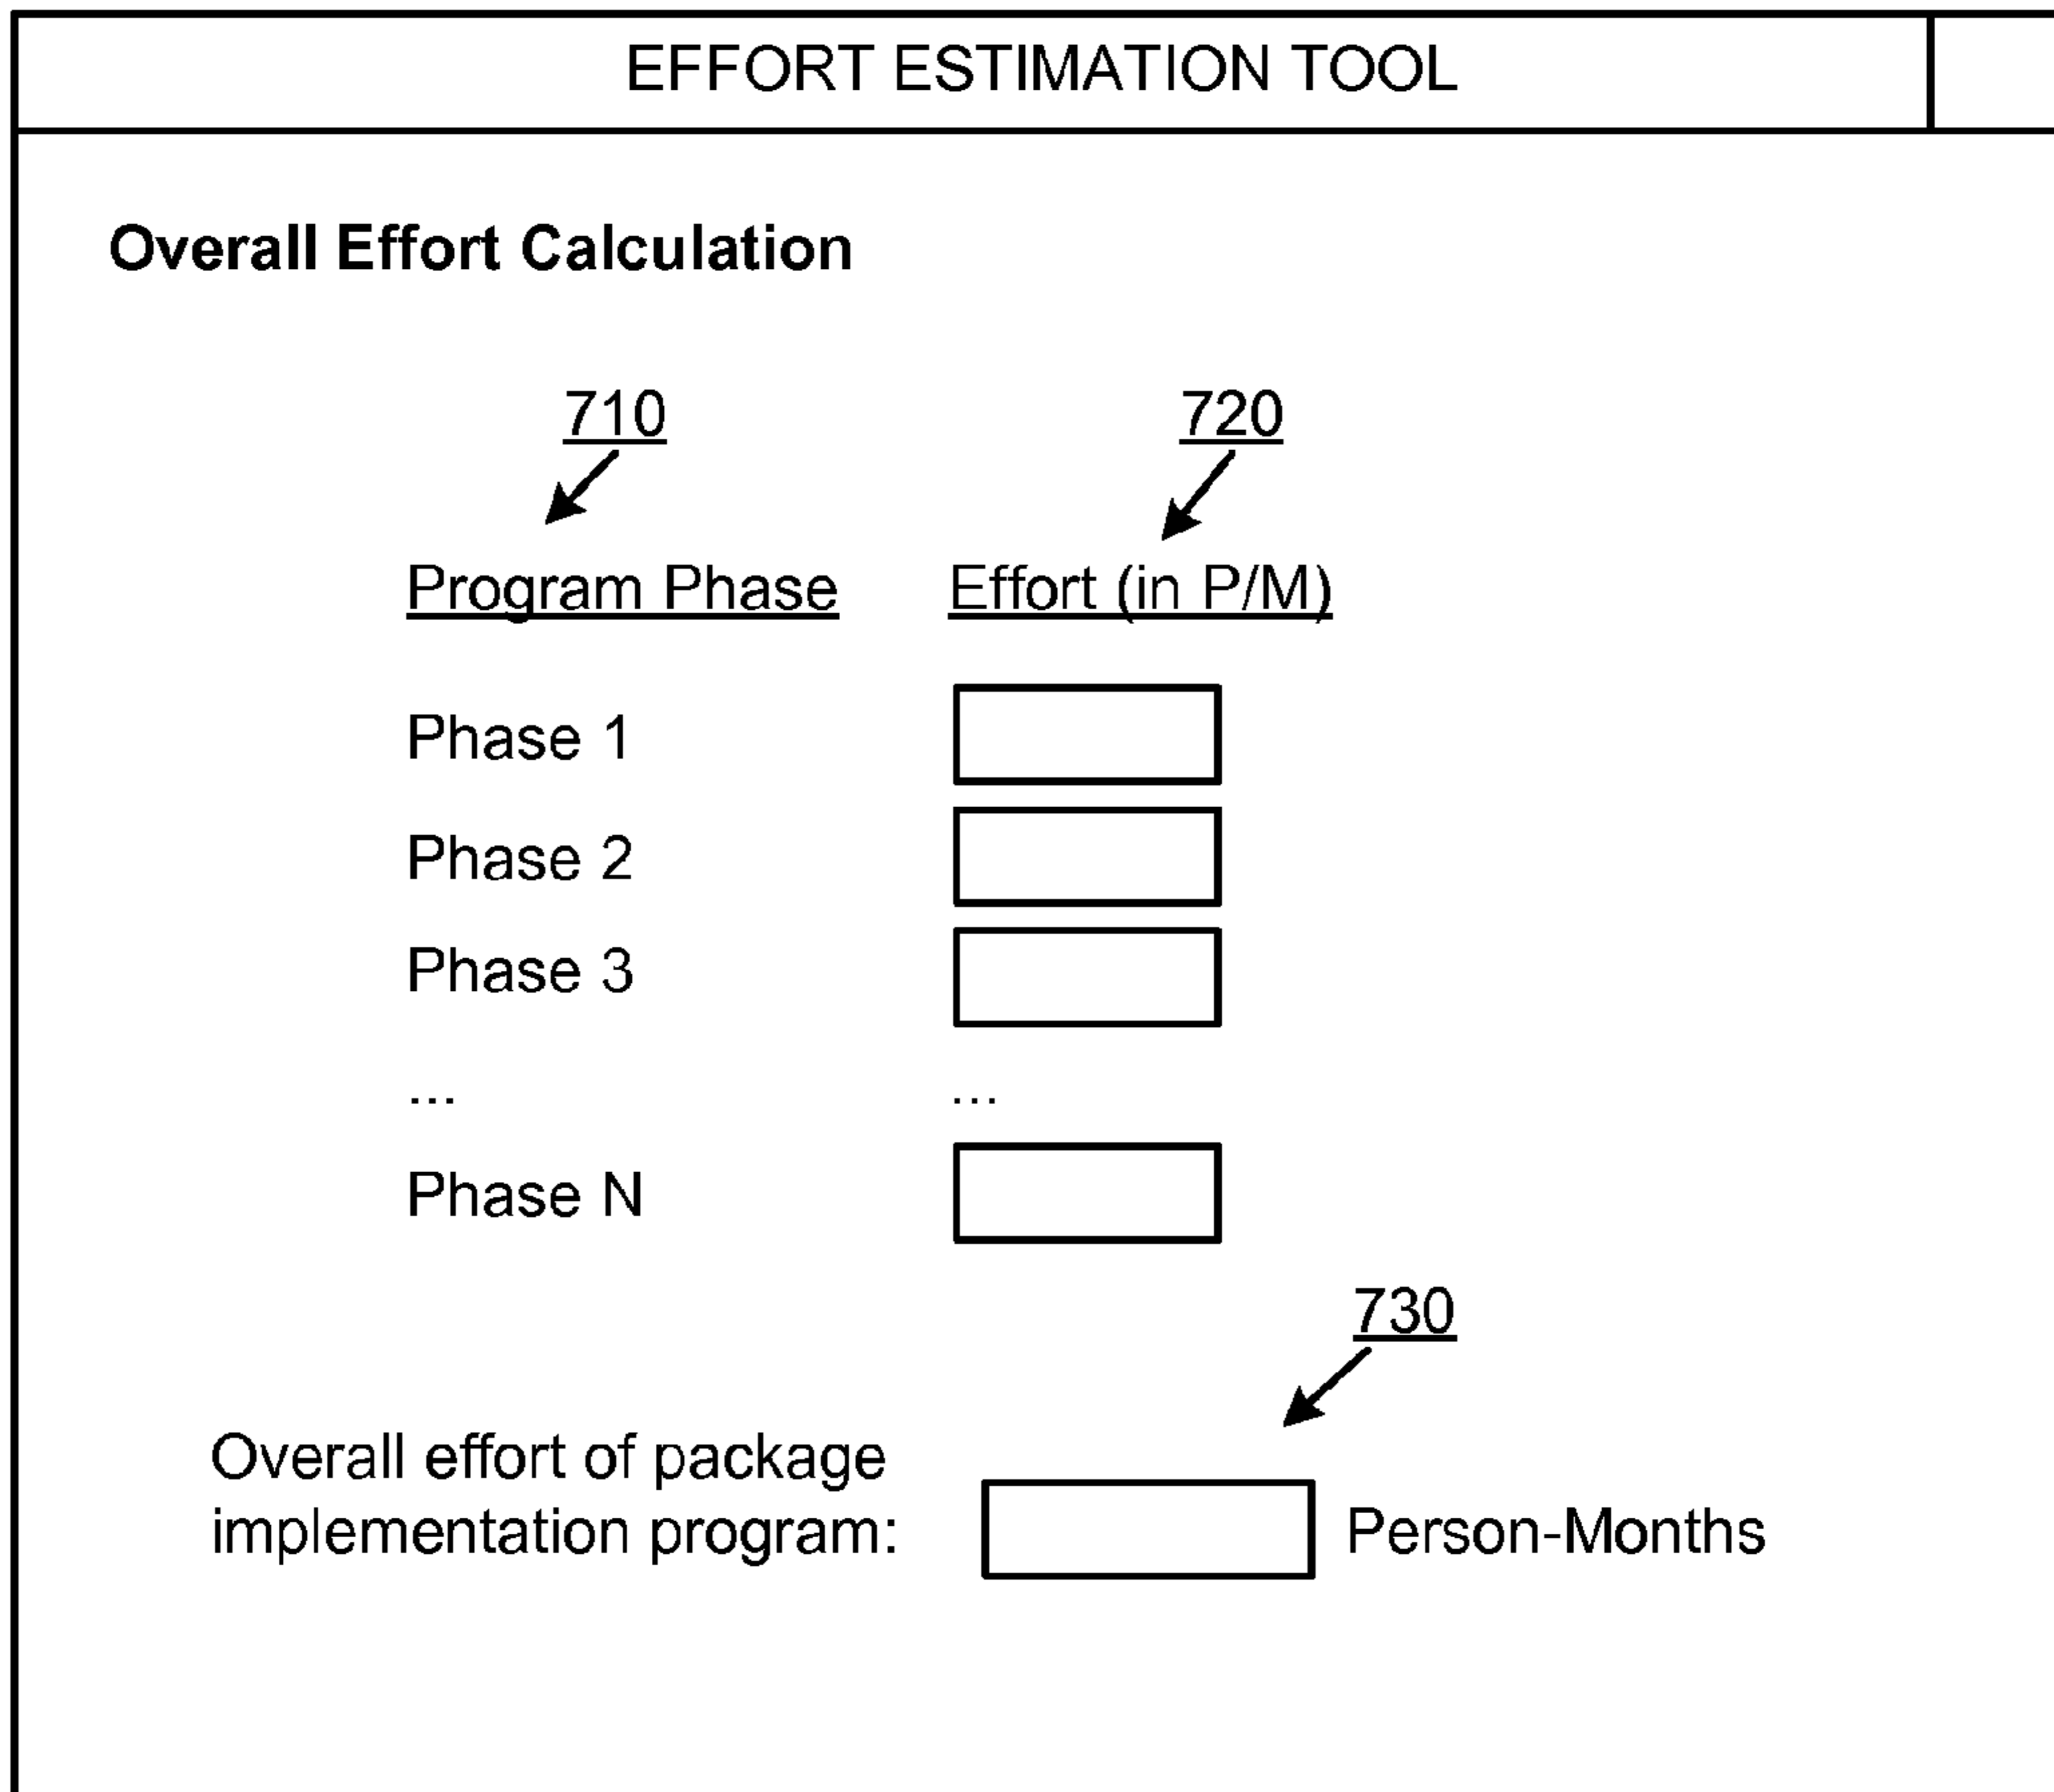 EFFORT ESTIMATION TOOL
Overall Effort Calculation
710 720
Program Phase Effort (in P/M)
Phase 1
Phase 2
Phase 3
... ...
Phase N
730
Overall effort of package
implementation program: Person-Months